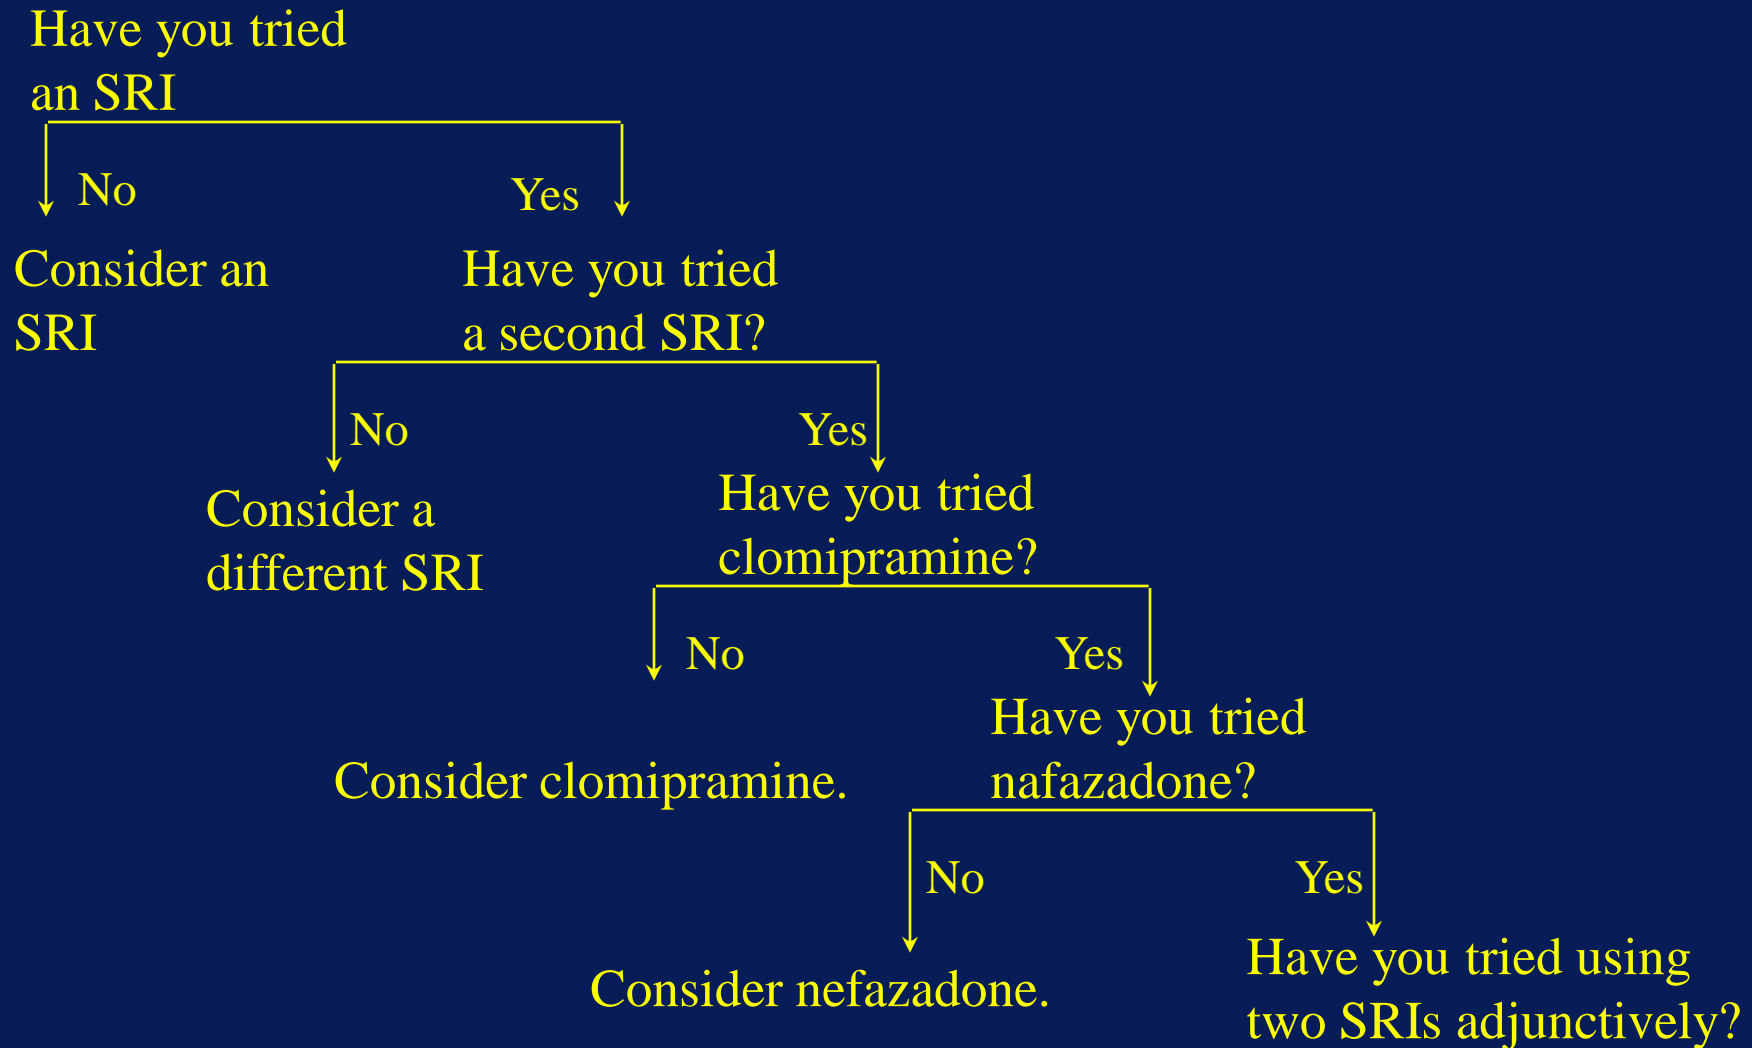 Have you tried
an SRI
No
Yes
Consider an
SRI
Have you tried
a second SRI?
No
Yes
Consider a
different SRI
Have you tried
clomipramine?
No
Yes
Consider clomipramine.
Have you tried
nafazadone?
No
Yes
Consider nefazadone.
Have you tried using
two SRIs adjunctively?